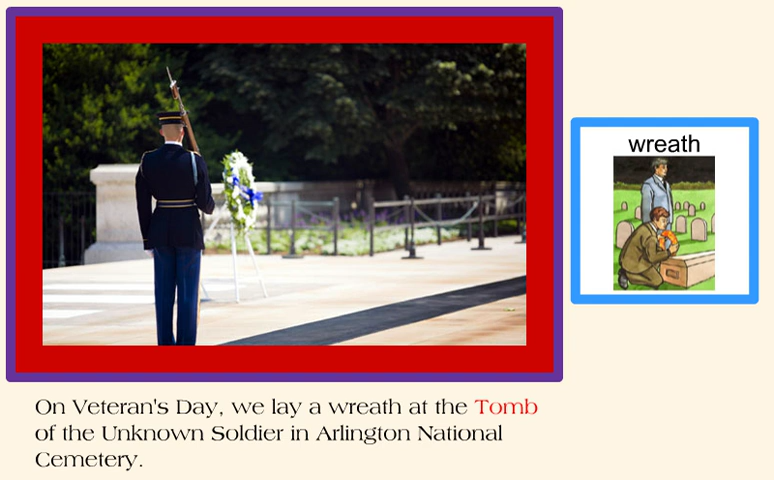 wreath
On Veteran's Day, we lay a wreath at the Tomb
of the Unknown Soldier in Arlington National
Cemetery.